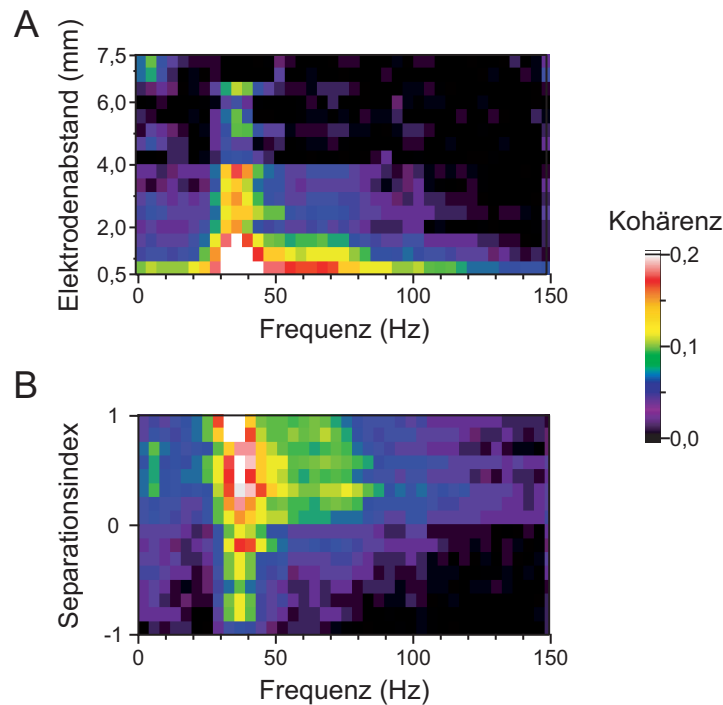 A
Elektrodenabstand (mm)
7,5
6,0
4,0
2,0
0,5
0
50
100
150
Frequenz (Hz)
Kohärenz
0,2
0,1
0,0
B
Separationsindex
1
0
-1
0
50
100
150
Frequenz (Hz)